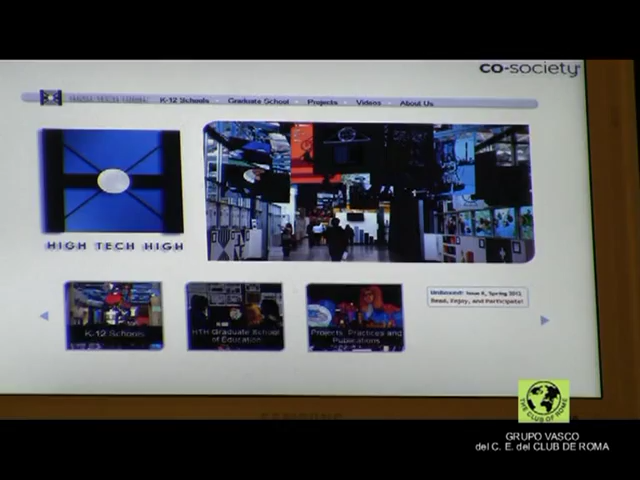 co-society
K-12 Schools Graduate School Projects Videos About Us
HIGH TECH HIGH
K-12 Schools
HTH Graduate School of Education
Projects, Practices and Publications
UnBoxed: Issue 8, Spring 2012
Read, Enjoy, and Participate!
SAMSUNG
THE CLUB OF ROME
GRUPO VASCO
del C. E. del CLUB DE ROMA